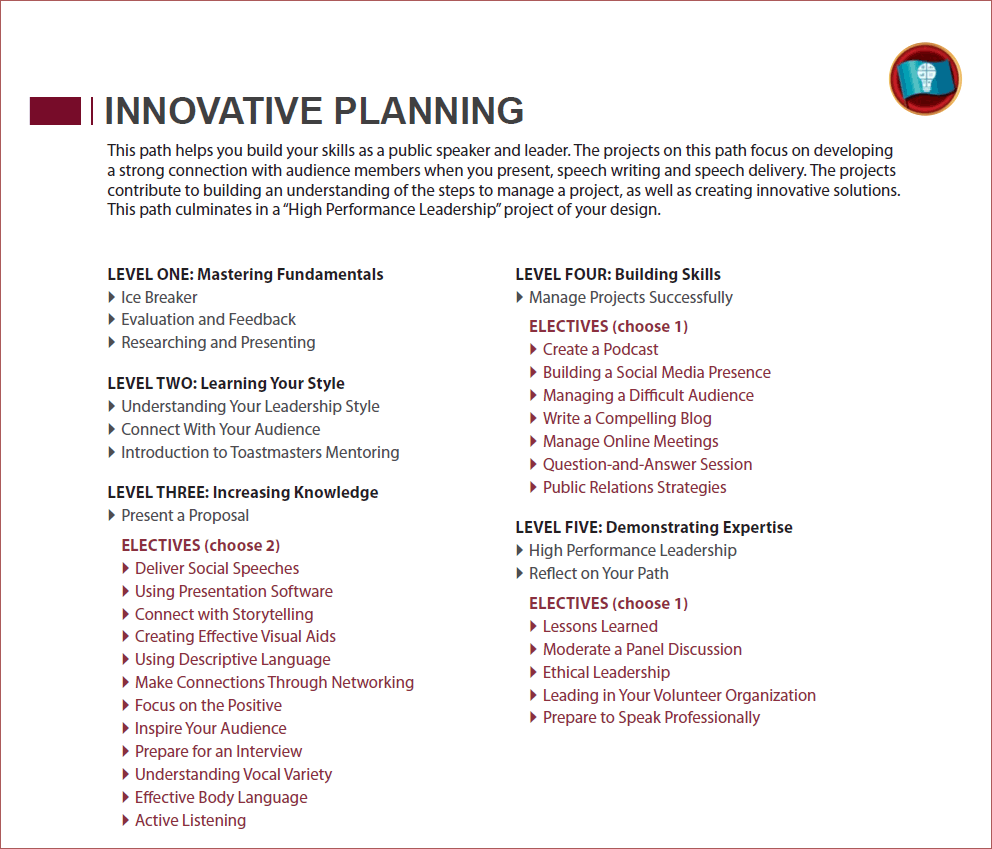 INNOVATIVE PLANNING
This path helps you build your skills as a public speaker and leader. The projects on this path focus on developing
a strong connection with audience members when you present, speech writing and speech delivery. The projects
contribute to building an understanding of the steps to manage a project, as well as creating innovative solutions.
This path culminates in a “High Performance Leadership” project of your design.
LEVEL ONE: Mastering Fundamentals
Ice Breaker
Evaluation and Feedback
Researching and Presenting
LEVEL TWO: Learning Your Style
Understanding Your Leadership Style
Connect With Your Audience
Introduction to Toastmasters Mentoring
LEVEL THREE: Increasing Knowledge
Present a Proposal
ELECTIVES (choose 2)
Deliver Social Speeches
Using Presentation Software
Connect with Storytelling
Creating Effective Visual Aids
Using Descriptive Language
Make Connections Through Networking
Focus on the Positive
Inspire Your Audience
Prepare for an Interview
Understanding Vocal Variety
Effective Body Language
Active Listening
LEVEL FOUR: Building Skills
Manage Projects Successfully
ELECTIVES (choose 1)
Create a Podcast
Building a Social Media Presence
Managing a Difficult Audience
Write a Compelling Blog
Manage Online Meetings
Question-and-Answer Session
Public Relations Strategies
LEVEL FIVE: Demonstrating Expertise
High Performance Leadership
Reflect on Your Path
ELECTIVES (choose 1)
Lessons Learned
Moderate a Panel Discussion
Ethical Leadership
Leading in Your Volunteer Organization
Prepare to Speak Professionally